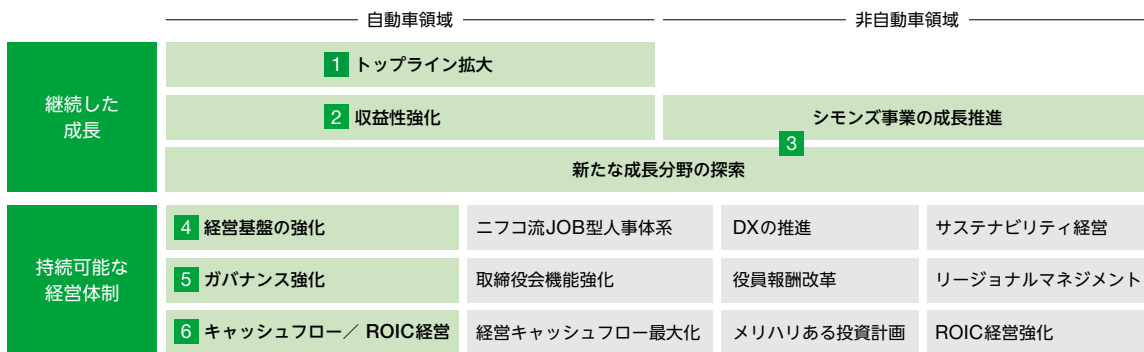 自動車領域
非自動車領域
継続した
成長
1 トップライン拡大
2 収益性強化
シモンズ事業の成長推進
3
新たな成長分野の探索
持続可能な
経営体制
4 経営基盤の強化
ニフコ流JOB型人事体系
DXの推進
サステナビリティ経営
5 ガバナンス強化
取締役会機能強化
役員報酬改革
リージョナルマネジメント
6 キャッシュフロー／ ROIC経営
経営キャッシュフロー最大化
メリハリある投資計画
ROIC経営強化